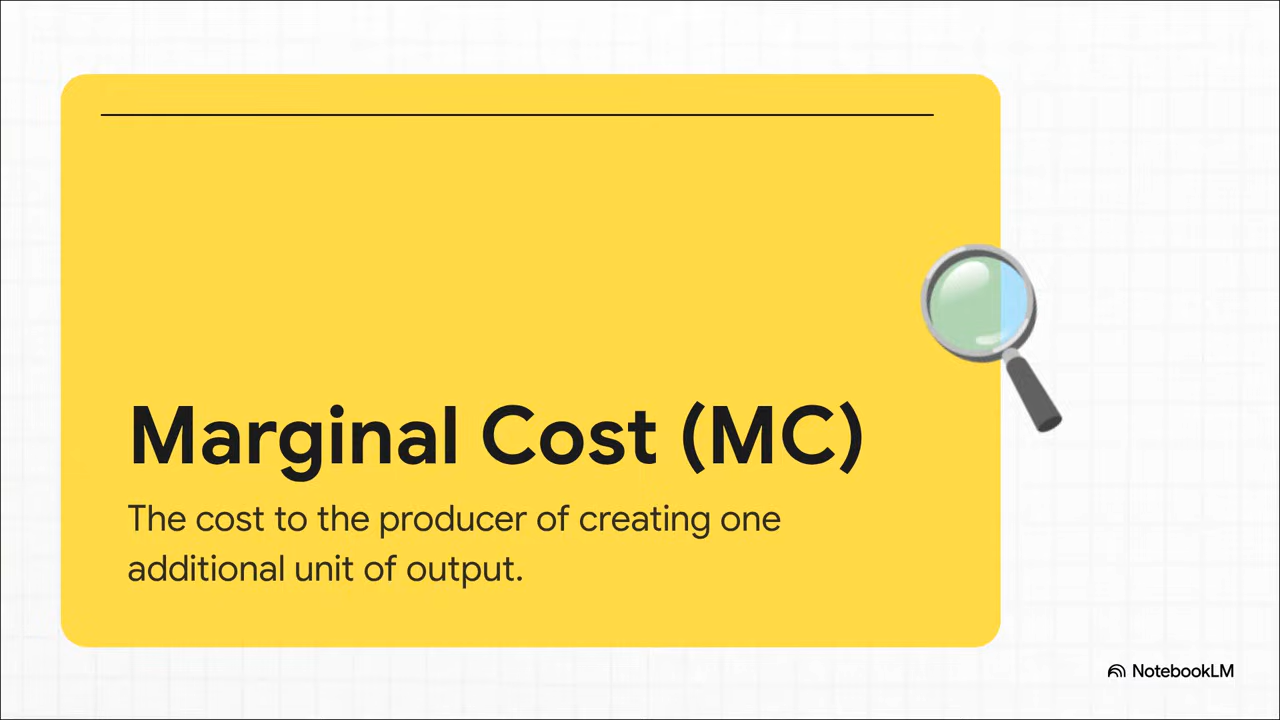 Marginal Cost (MC)
The cost to the producer of creating one
additional unit of output.
NotebookLM